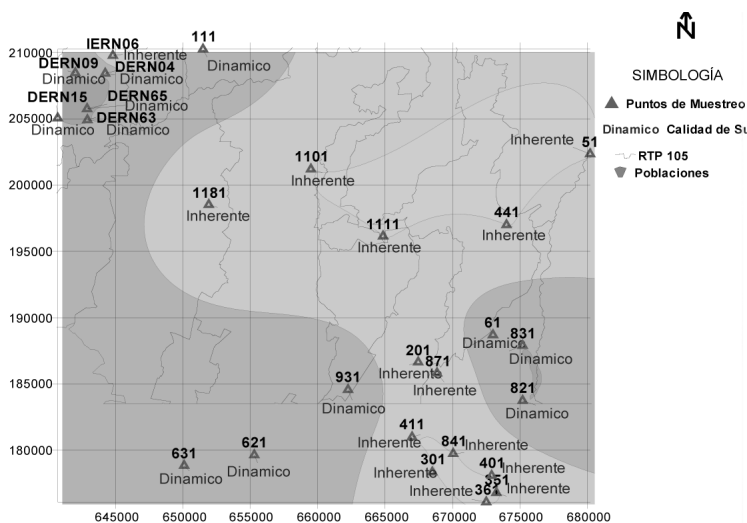 N
SIMBOLOGÍA
Puntos de Muestreo
Dinamico Calidad de Su
RTP 105
Poblaciones
111
IERN06
210000
Inherente
DERN09
Dinamico
DERN04
Dinamico
Dinamico
DERN15
DERN65
Dinamico
205000
DERN63
Dinamico
Dinamico
51
Inherente
1101
Inherente
200000
1181
Inherente
441
Inherente
1111
Inherente
195000
190000
61
Dinamico
831
Dinamico
201
Inherente
871
Inherente
185000
931
Dinamico
821
Dinamico
411
Inherente
841
Inherente
621
Dinamico
631
Dinamico
180000
301
Inherente
401
Inherente
351
Inherente
Inherente
645000 650000 655000 660000 665000 670000 675000 680000